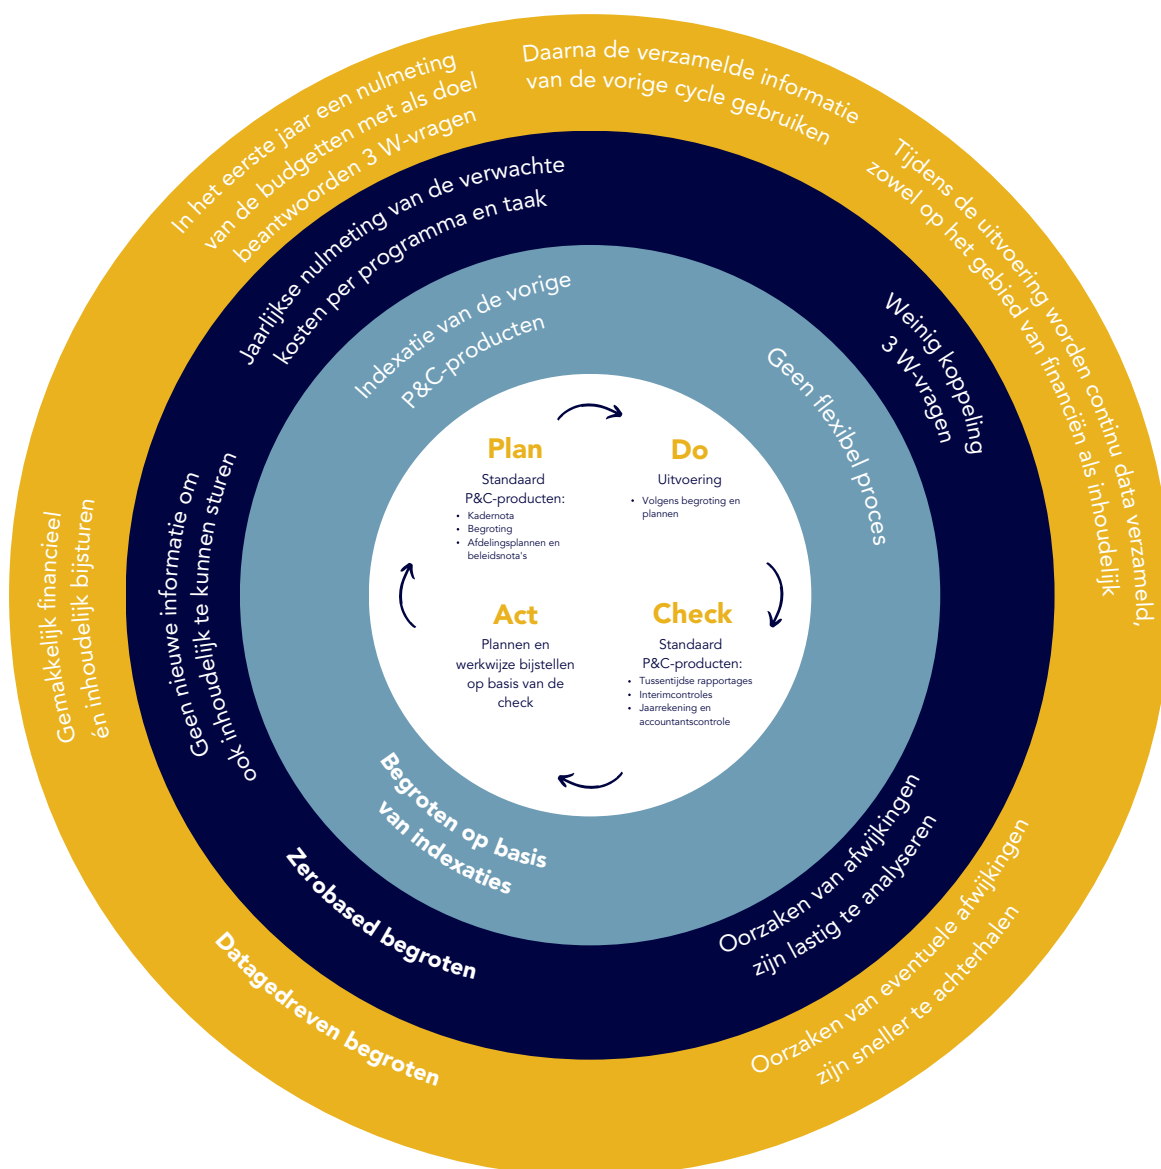 In het eerste jaar een nulmeting
van de budgetten met als doel
beantwoorden 3 W-vragen
Daarna de verzamelde informatie
van de vorige cycle gebruiken
Tijdens de uitvoering worden continu data verzameld,
zowel op het gebied van financiën als inhoudelijk
Oorzaken van eventuele afwijkingen
zijn sneller te achterhalen
Gemakkelijk financieel
én inhoudelijk bijsturen
Datagedreven begroten
Jaarlijkse nulmeting van de verwachte
kosten per programma en taak
Weinig koppeling
3 W-vragen
Oorzaken van afwijkingen
zijn lastig te analyseren
Geen nieuwe informatie om
ook inhoudelijk te kunnen sturen
Zerobased begroten
Indexatie van de vorige
P&C-producten
Geen flexibel proces
Begroten op basis
van indexaties
Plan
Standaard
P&C-producten:
• Kadernota
• Begroting
• Afdelingsplannen en
beleidsnota's
Do
Uitvoering
• Volgens begroting en
plannen
Check
Standaard
P&C-producten:
• Tussentijdse rapportages
• Interimcontroles
• Jaarrekening en
accountantscontrole
Act
Plannen en
werkwijze bijstellen
op basis van de
check